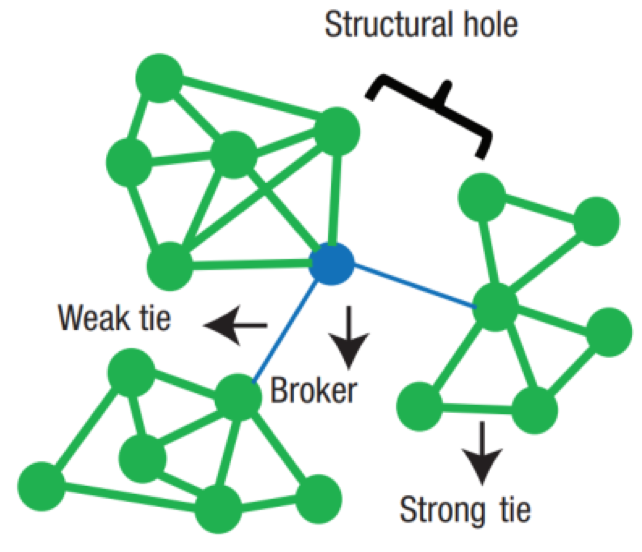 Structural hole
Weak tie
Broker
Strong tie